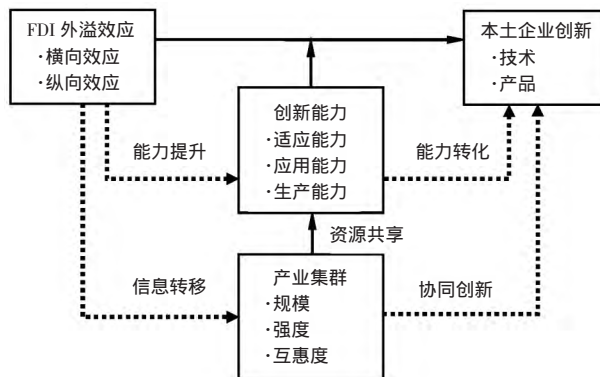 FDI 外溢效应
·横向效应
·纵向效应
本土企业创新
·技术
·产品
创新能力
·适应能力
·应用能力
·生产能力
能力提升
能力转化
资源共享
信息转移
产业集群
·规模
·强度
·互惠度
协同创新